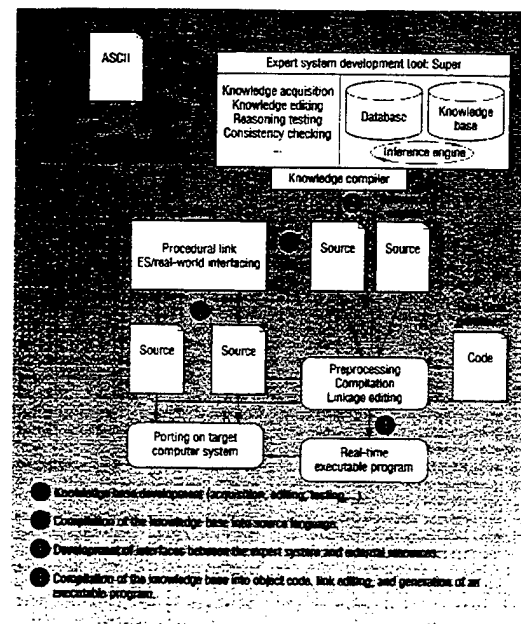 ASCII
Expert system development tool: Super
Knowledge acquisition
Knowledge editing
Reasoning testing
Consistency checking
...
Database
Knowledge
base
Inference engine
Knowledge compiler
Procedural link
ES/real-world interfacing
Source
Source
Source
Source
Code
Preprocessing
Compilation
Linkage editing
Porting on target
computer system
Real-time
executable program
Knowledge base development (acquisition, editing, testing, ...).
Compilation of the knowledge base into source language.
Development of interfaces between the expert system and external resources.
Compilation of the knowledge base into object code, link editing, and generation of an
executable program.